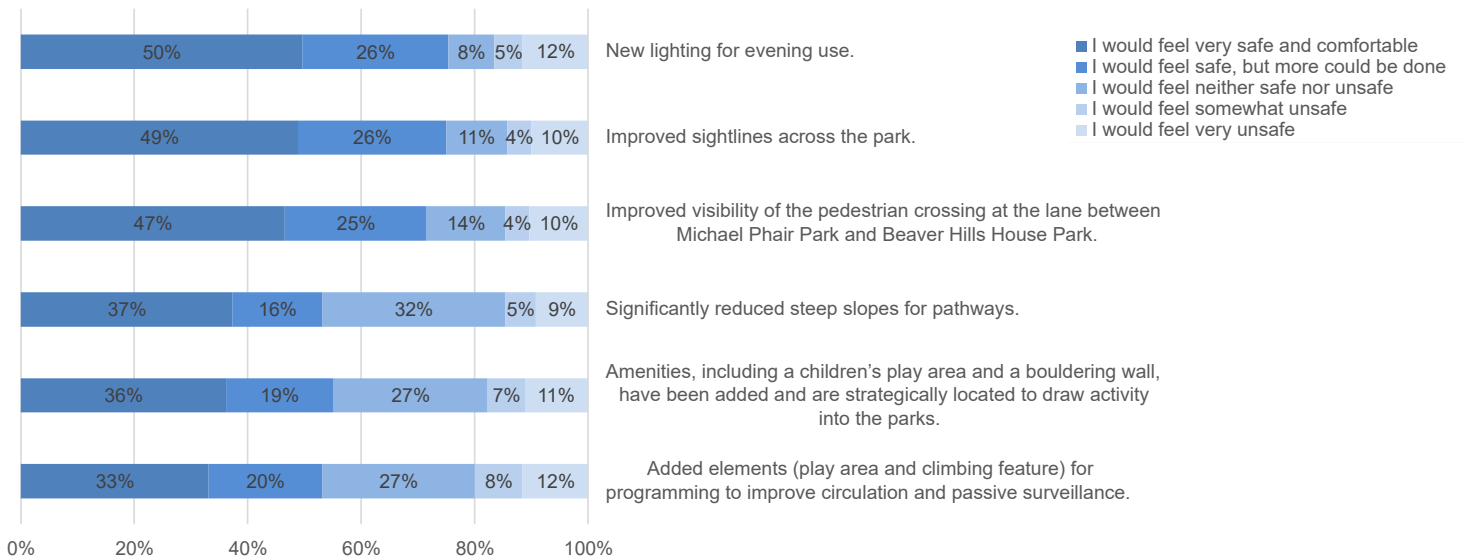 50% 26% 8% 5% 12% New lighting for evening use.
I would feel very safe and comfortable
I would feel safe, but more could be done
I would feel neither safe nor unsafe
I would feel somewhat unsafe
I would feel very unsafe
49% 26% 11% 4% 10% Improved sightlines across the park.
47% 25% 14% 4% 10%
Improved visibility of the pedestrian crossing at the lane between
Michael Phair Park and Beaver Hills House Park.
37% 16% 32% 5% 9% Significantly reduced steep slopes for pathways.
36% 19% 27% 7% 11%
Amenities, including a children’s play area and a bouldering wall,
have been added and are strategically located to draw activity
into the parks.
33% 20% 27% 8% 12%
Added elements (play area and climbing feature) for
programming to improve circulation and passive surveillance.
0% 20% 40% 60% 80% 100%